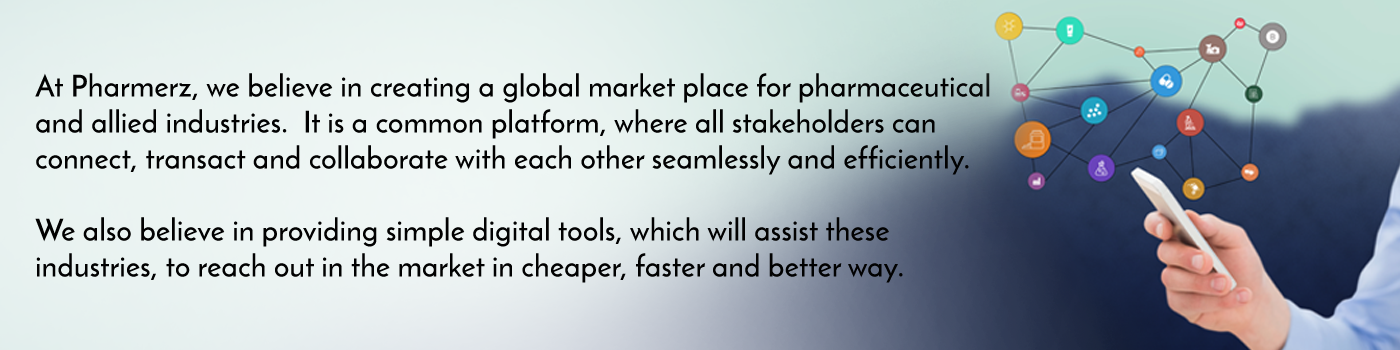 At Pharmerz, we believe in creating a global market place for pharmaceutical
and allied industries.  It is a common platform, where all stakeholders can
connect, transact and collaborate with each other seamlessly and efficiently.
We also believe in providing simple digital tools, which will assist these
industries, to reach out in the market in cheaper, faster and better way.